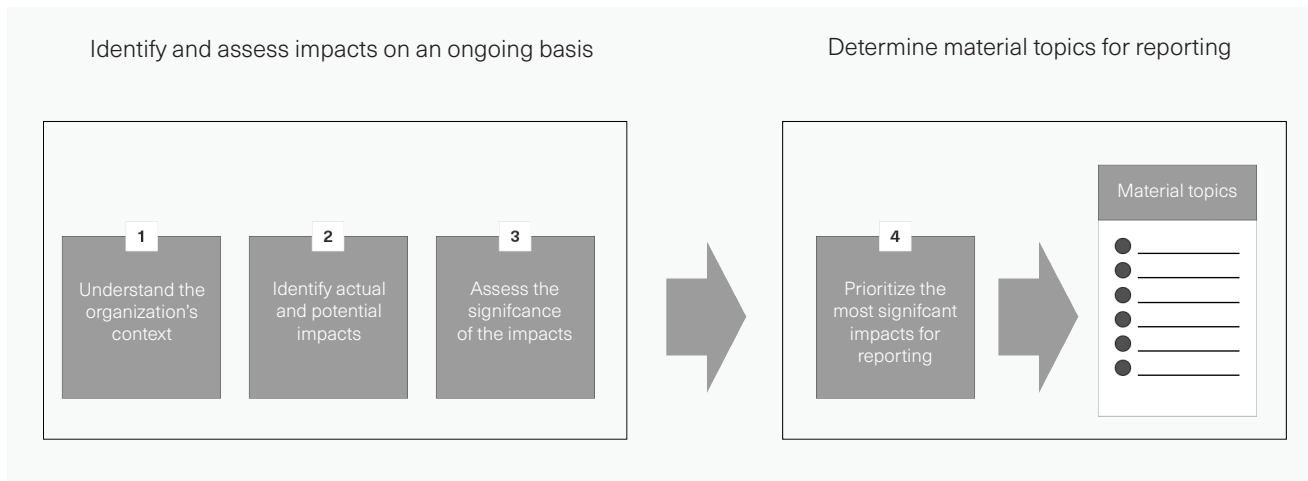 Identify and assess impacts on an ongoing basis
Determine material topics for reporting
1
Understand the
organization's
context
2
Identify actual
and potential
impacts
3
Assess the
signifcance
of the impacts
4
Prioritize the
most signifcant
impacts for
reporting
Material topics